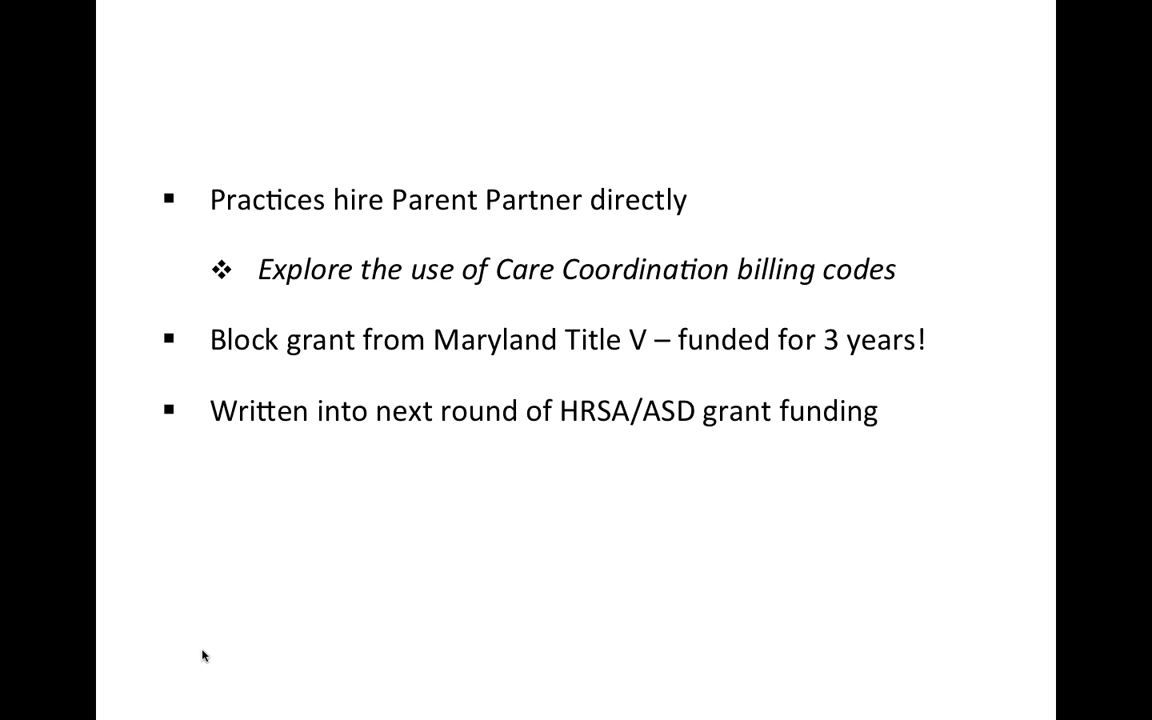 ▪ Practices hire Parent Partner directly
❖ Explore the use of Care Coordination billing codes
▪ Block grant from Maryland Title V – funded for 3 years!
▪ Written into next round of HRSA/ASD grant funding